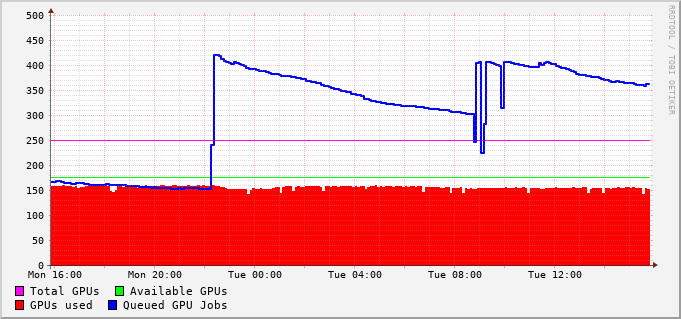 500
450
400
350
300
250
200
150
100
50
0
Mon 16:00 Mon 20:00 Tue 00:00 Tue 04:00 Tue 08:00 Tue 12:00
Total GPUs Available GPUs
GPUs used Queued GPU Jobs
RRDTOOL / TOBI OETIKER